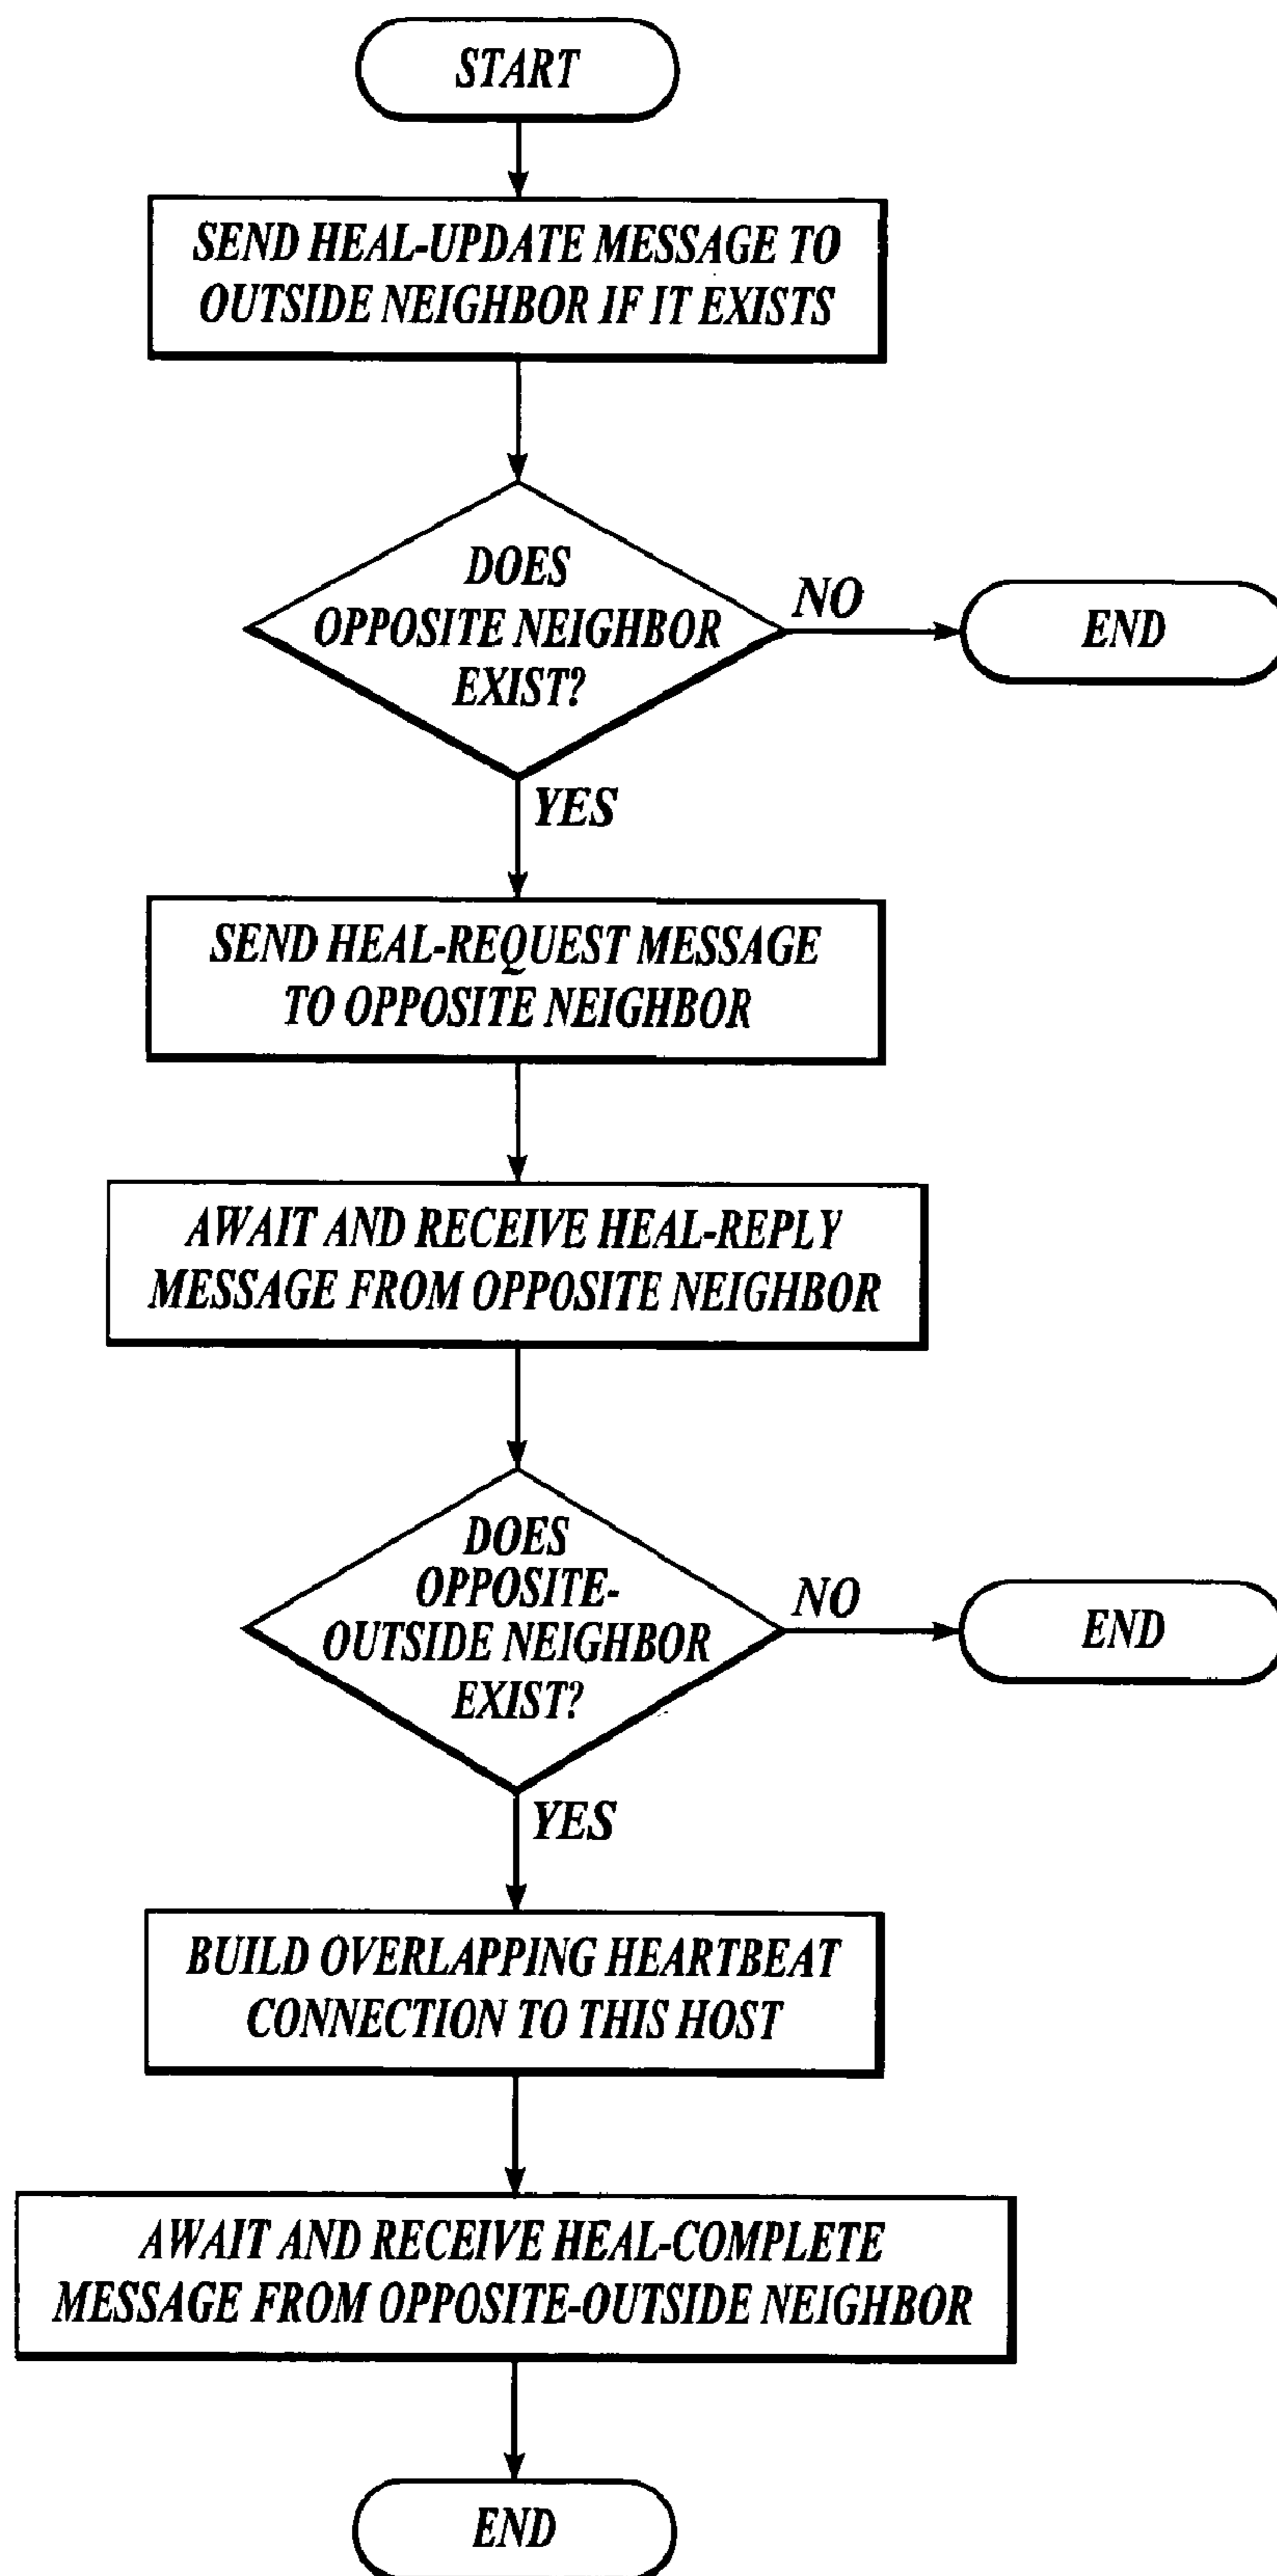 START
SEND HEAL-UPDATE MESSAGE TO
OUTSIDE NEIGHBOR IF IT EXISTS
DOES
OPPOSITE NEIGHBOR
EXIST?
NO
END
YES
SEND HEAL-REQUEST MESSAGE
TO OPPOSITE NEIGHBOR
AWAIT AND RECEIVE HEAL-REPLY
MESSAGE FROM OPPOSITE NEIGHBOR
DOES
OPPOSITE-
OUTSIDE NEIGHBOR
EXIST?
NO
END
YES
BUILD OVERLAPPING HEARTBEAT
CONNECTION TO THIS HOST
AWAIT AND RECEIVE HEAL-COMPLETE
MESSAGE FROM OPPOSITE-OUTSIDE NEIGHBOR
END